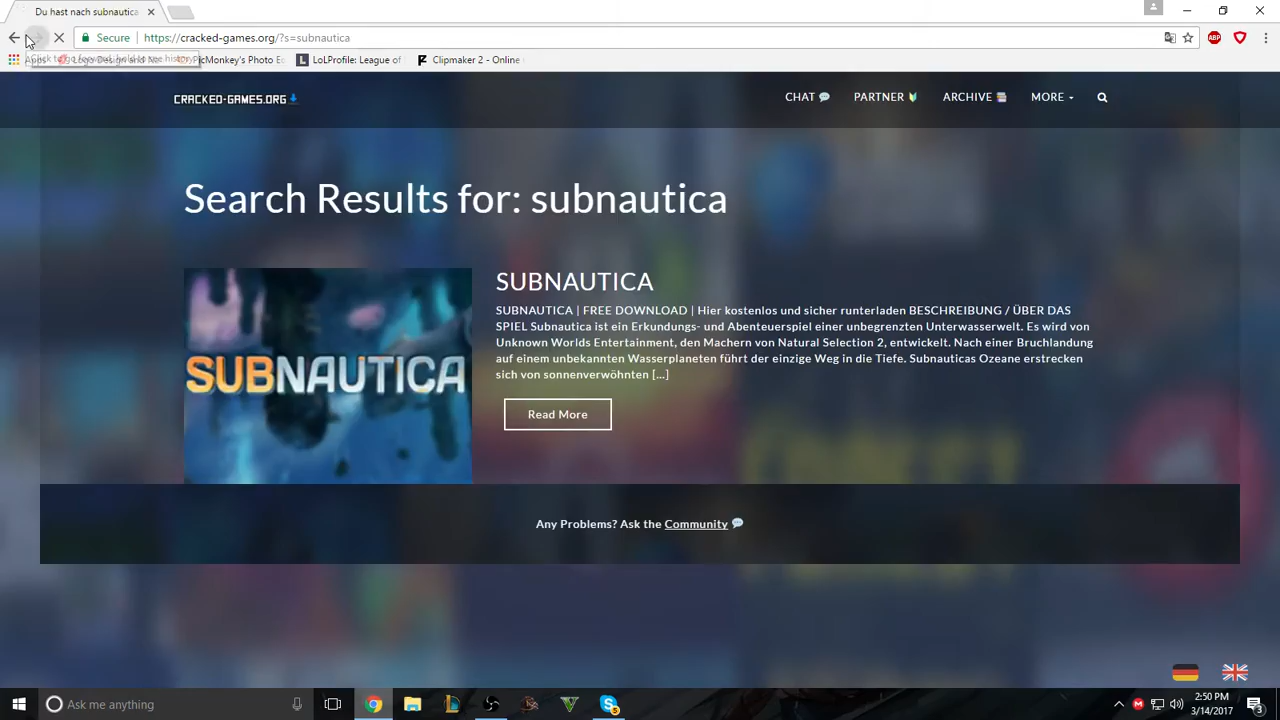 Du hast nach subnautica
Secure
https://cracked-games.org/?s=subnautica
Apps
PicMonkey's Photo E
LoLProfile: League of
Clipmaker 2 - Online
CRACKED-GAMES.ORG
CHAT
PARTNER
ARCHIVE
MORE
Search Results for: subnautica
SUBNAUTICA
SUBNAUTICA
SUBNAUTICA | FREE DOWNLOAD | Hier kostenlos und sicher runterladen BESCHREIBUNG / ÜBER DAS
SPIEL Subnautica ist ein Erkundungs- und Abenteuerspiel einer unbegrenzten Unterwasserwelt. Es wird von
Unknown Worlds Entertainment, den Machern von Natural Selection 2, entwickelt. Nach einer Bruchlandung
auf einem unbekannten Wasserplaneten führt der einzige Weg in die Tiefe. Subnauticas Ozeane erstrecken
sich von sonnenverwöhnten [...]
Read More
Any Problems? Ask the Community
Ask me anything
2:50 PM
3/14/2017